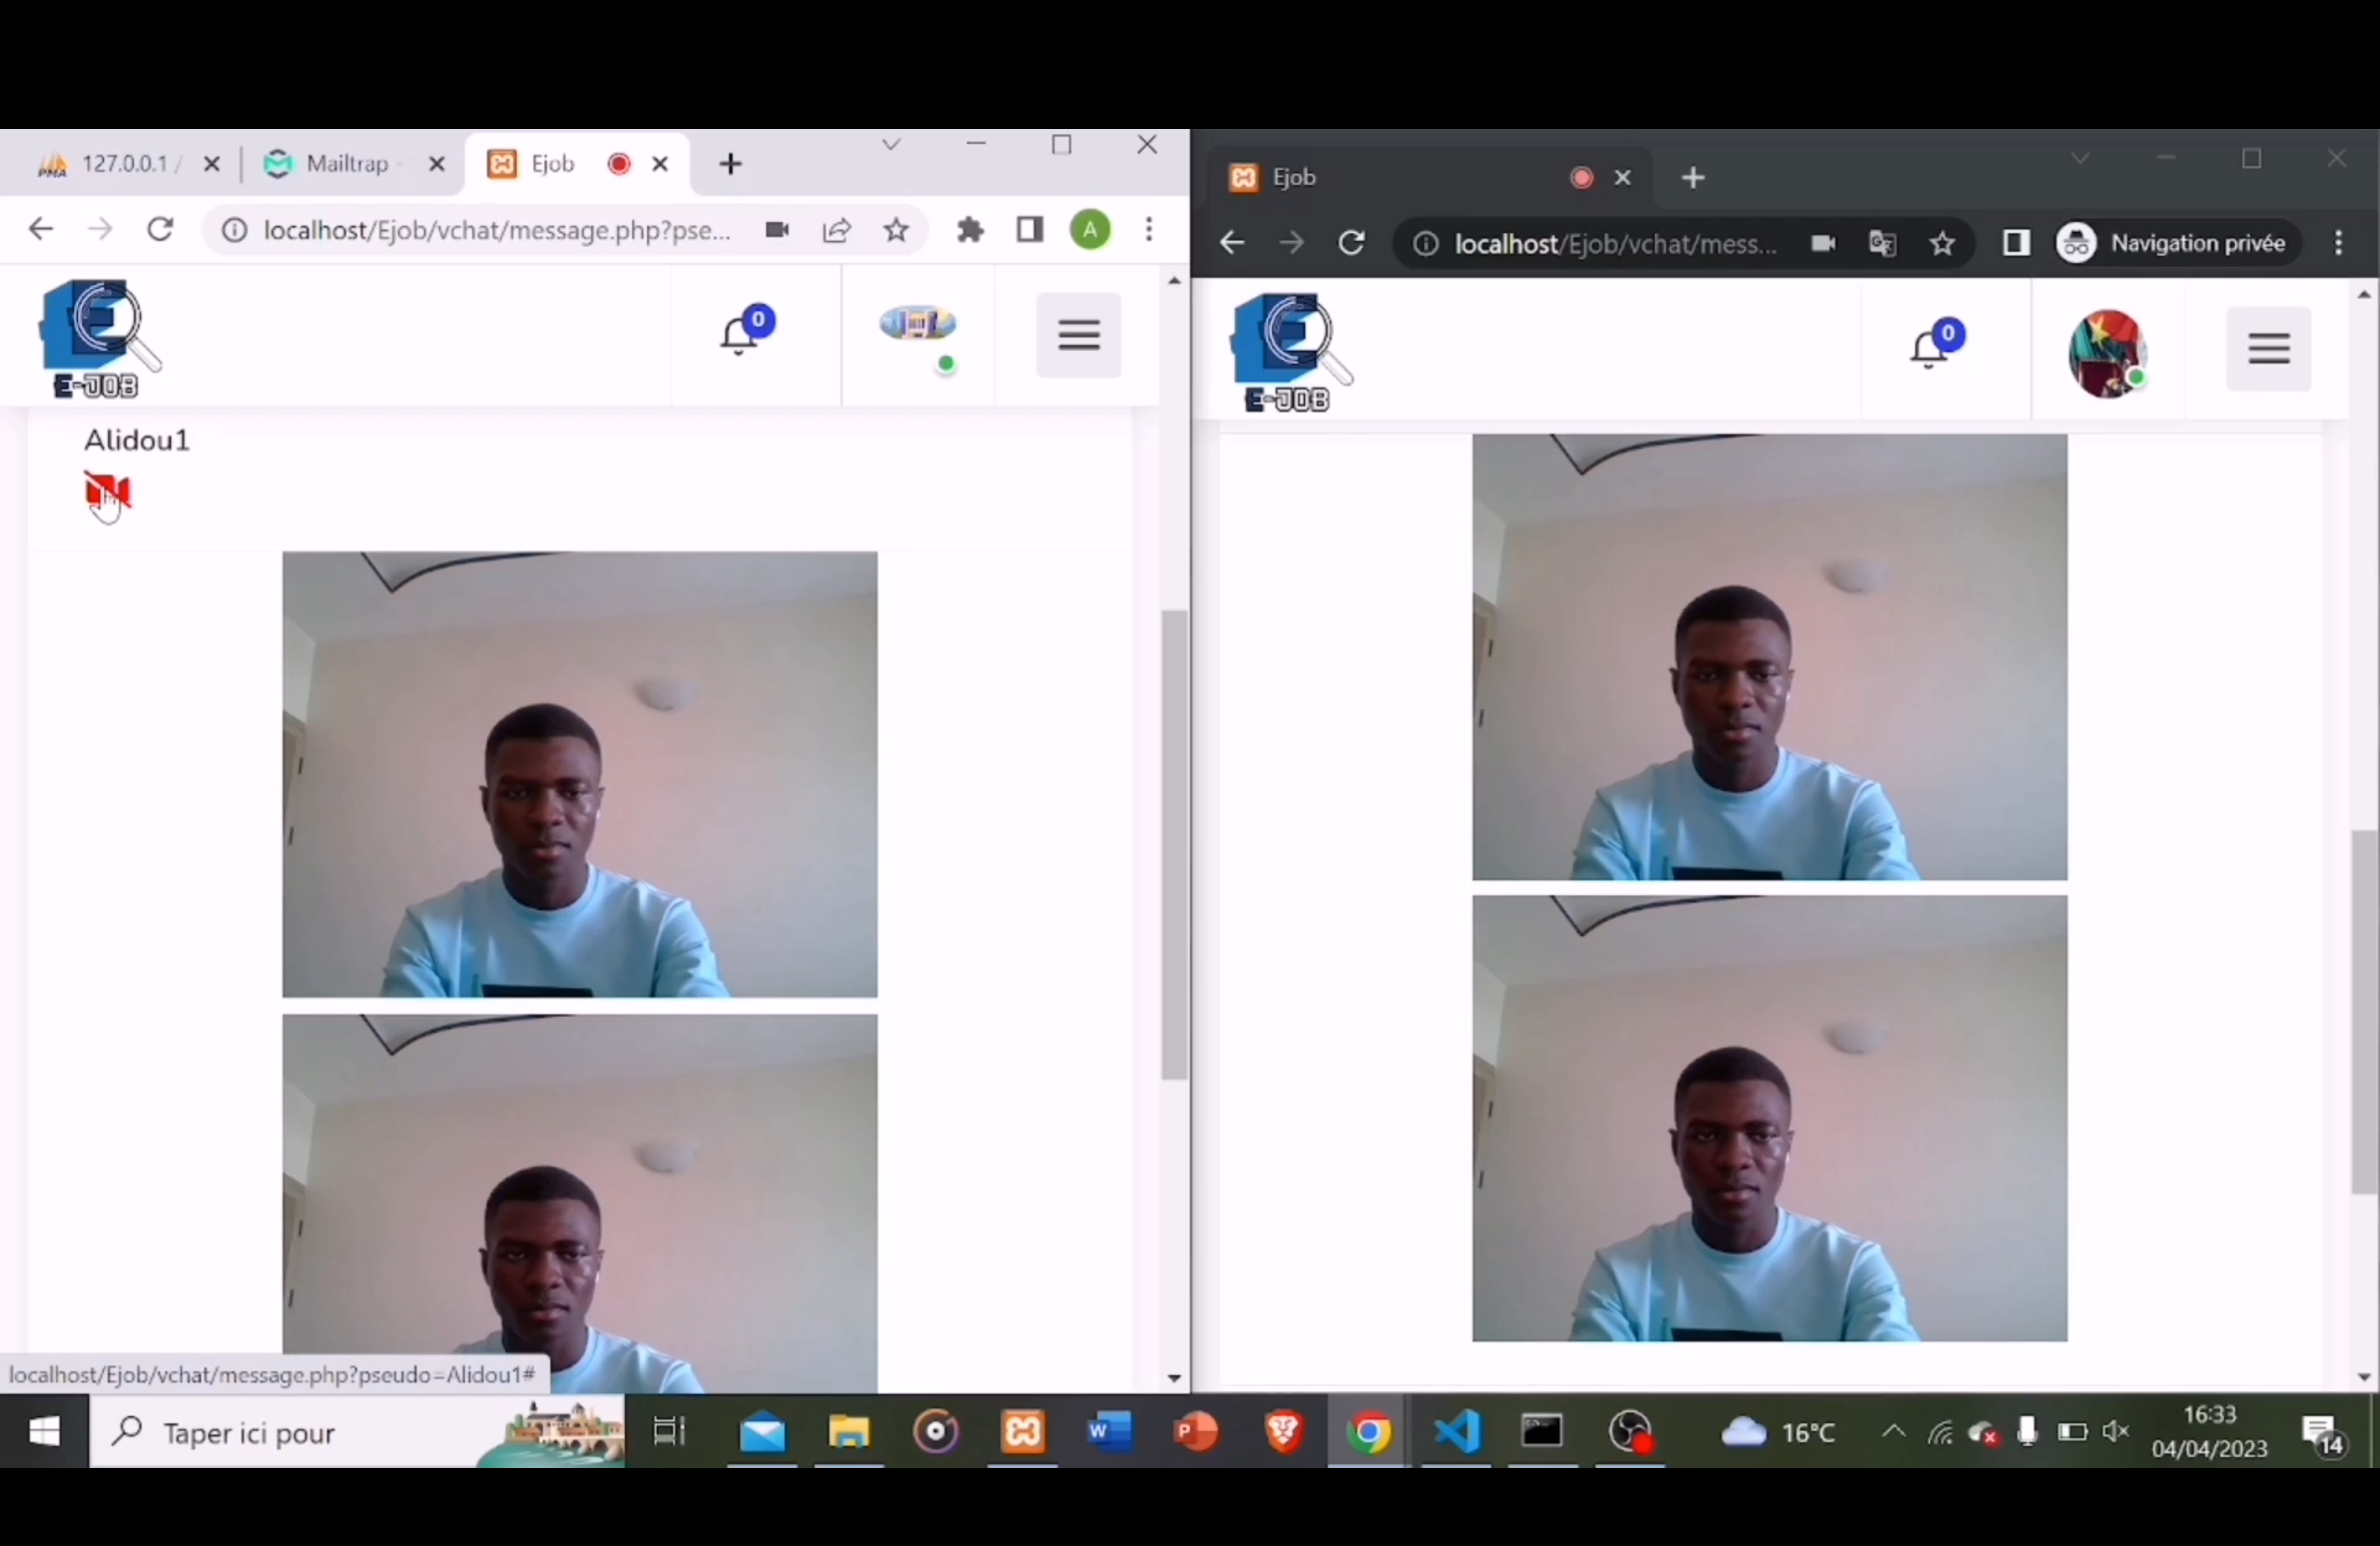 127.0.0.1 /
Mailtrap -
Ejob
localhost/Ejob/vchat/message.php?pse...
A
0
E-JOB
Alidou1
localhost/Ejob/vchat/message.php?pseudo=Alidou1#
Ejob
localhost/Ejob/vchat/mess...
Navigation privée
0
E-JOB
Taper ici pour
16°C
16:33
04/04/2023
14